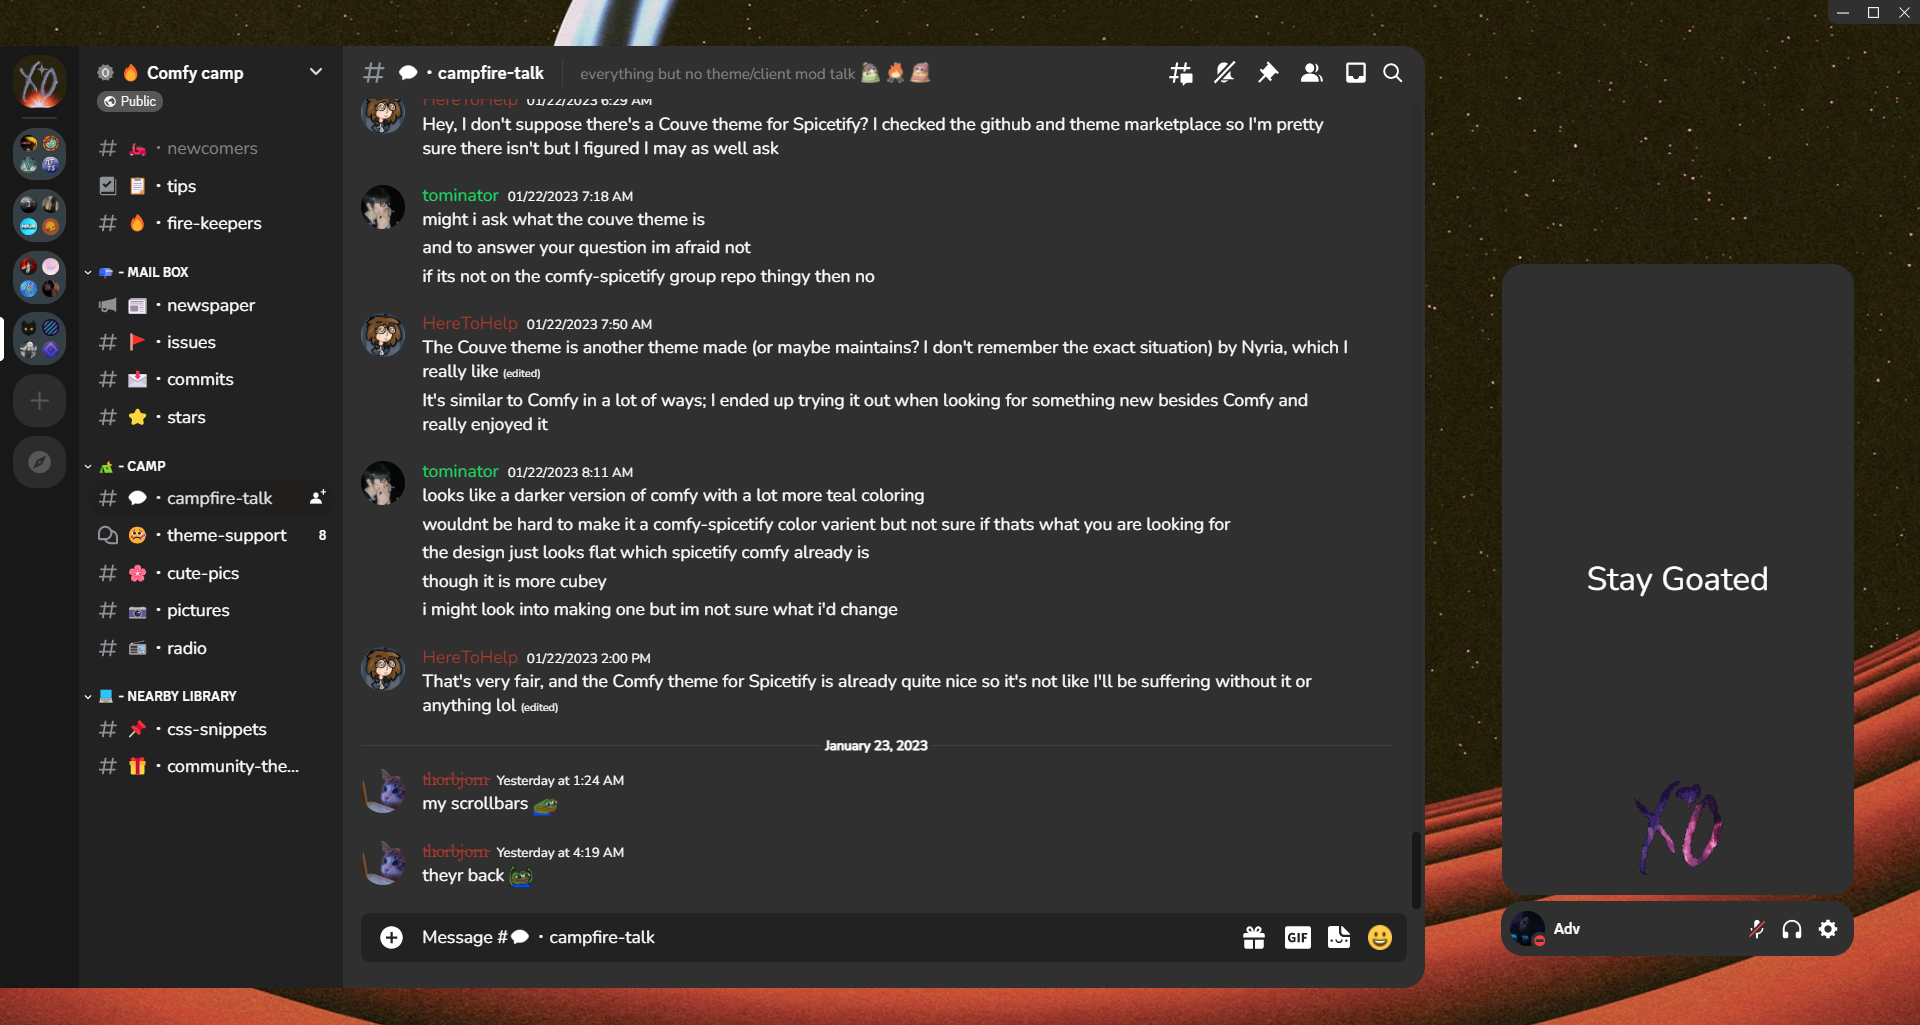 Comfy camp
Public
newcomers
tips
fire-keepers
- MAIL BOX
newspaper
issues
commits
stars
- CAMP
campfire-talk
theme-support 8
cute-pics
pictures
radio
- NEARBY LIBRARY
css-snippets
community-the...
campfire-talk everything but no theme/client mod talk
HereToHelp 01/22/2023 6:29 AM
Hey, I don't suppose there's a Couve theme for Spicetify? I checked the github and theme marketplace so I'm pretty
sure there isn't but I figured I may as well ask
tominator 01/22/2023 7:18 AM
might i ask what the couve theme is
and to answer your question im afraid not
if its not on the comfy-spicetify group repo thingy then no
HereToHelp 01/22/2023 7:50 AM
The Couve theme is another theme made (or maybe maintains? I don't remember the exact situation) by Nyria, which I
really like (edited)
It's similar to Comfy in a lot of ways; I ended up trying it out when looking for something new besides Comfy and
really enjoyed it
tominator 01/22/2023 8:11 AM
looks like a darker version of comfy with a lot more teal coloring
wouldnt be hard to make it a comfy-spicetify color varient but not sure if thats what you are looking for
the design just looks flat which spicetify comfy already is
though it is more cubey
i might look into making one but im not sure what i'd change
HereToHelp 01/22/2023 2:00 PM
That's very fair, and the Comfy theme for Spicetify is already quite nice so it's not like I'll be suffering without it or
anything lol (edited)
January 23, 2023
thorbjorn Yesterday at 1:24 AM
my scrollbars
thorbjorn Yesterday at 4:19 AM
theyr back
Message # campfire-talk
GIF
Stay Goated
XO
Adv
XO